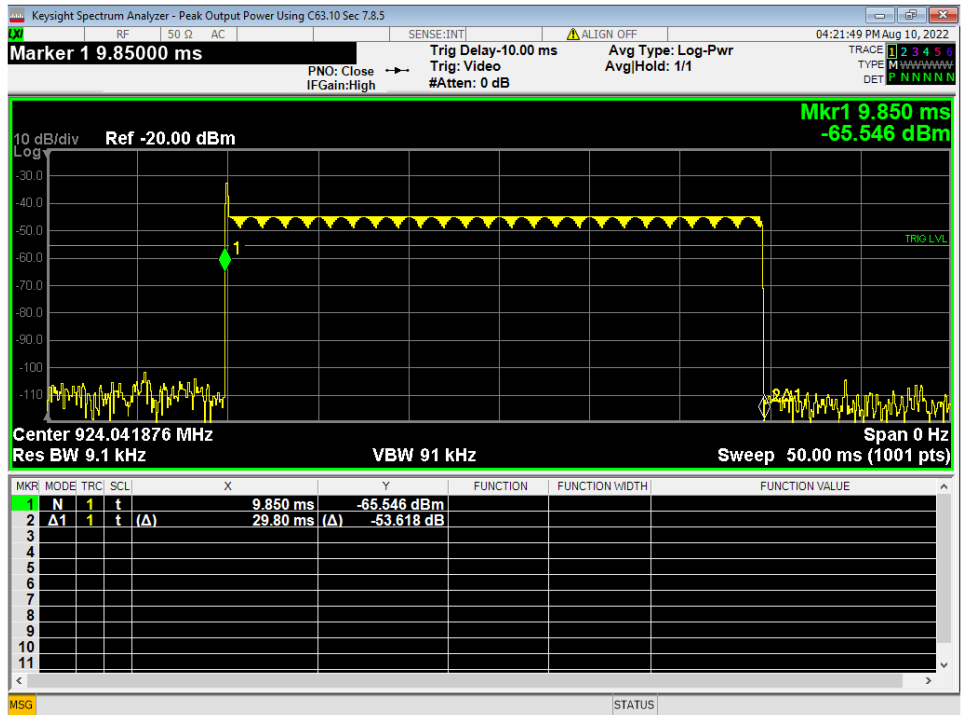 Keysight Spectrum Analyzer - Peak Output Power Using C63.10 Sec 7.8.5
LXI RF 50 Ω AC SENSE:INT ALIGN OFF 04:21:49 PM Aug 10, 2022
Marker 1 9.85000 ms
Trig Delay-10.00 ms Avg Type: Log-Pwr TRACE 1 2 3 4 5 6
PNO: Close Trig: Video Avg|Hold: 1/1 TYPE M WWWWW
IFGain:High #Atten: 0 dB DET P N N N N N
Mkr1 9.850 ms
10 dB/div Ref -20.00 dBm -65.546 dBm
Log
-30.0
-40.0
-50.0
TRIG LVL
1
-60.0
-70.0
-80.0
-90.0
-100
-110
2Δ1
Center 924.041876 MHz Span 0 Hz
Res BW 9.1 kHz VBW 91 kHz Sweep 50.00 ms (1001 pts)
MKR MODE TRC SCL X Y FUNCTION FUNCTION WIDTH FUNCTION VALUE
1 N 1 t 9.850 ms -65.546 dBm
2 Δ1 1 t (Δ) 29.80 ms (Δ) -53.618 dB
3
4
5
6
7
8
9
10
11
MSG STATUS